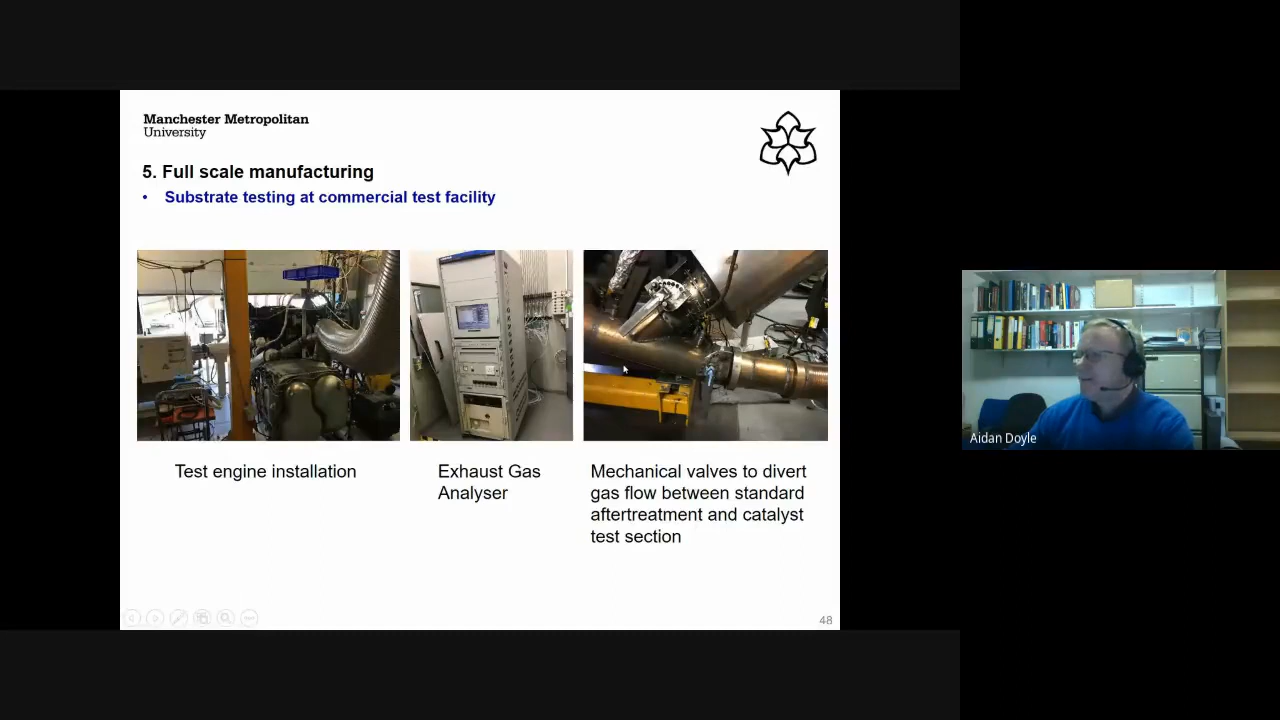 Manchester Metropolitan
University
5. Full scale manufacturing
• Substrate testing at commercial test facility
Test engine installation
Exhaust Gas
Analyser
Mechanical valves to divert
gas flow between standard
aftertreatment and catalyst
test section
48
Aidan Doyle